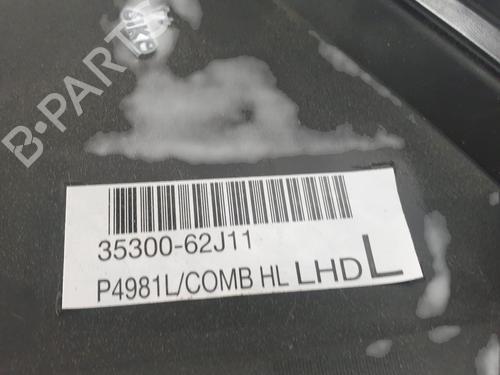 B-PARTS
35300-62J11
P4981L/COMB HL LHD L